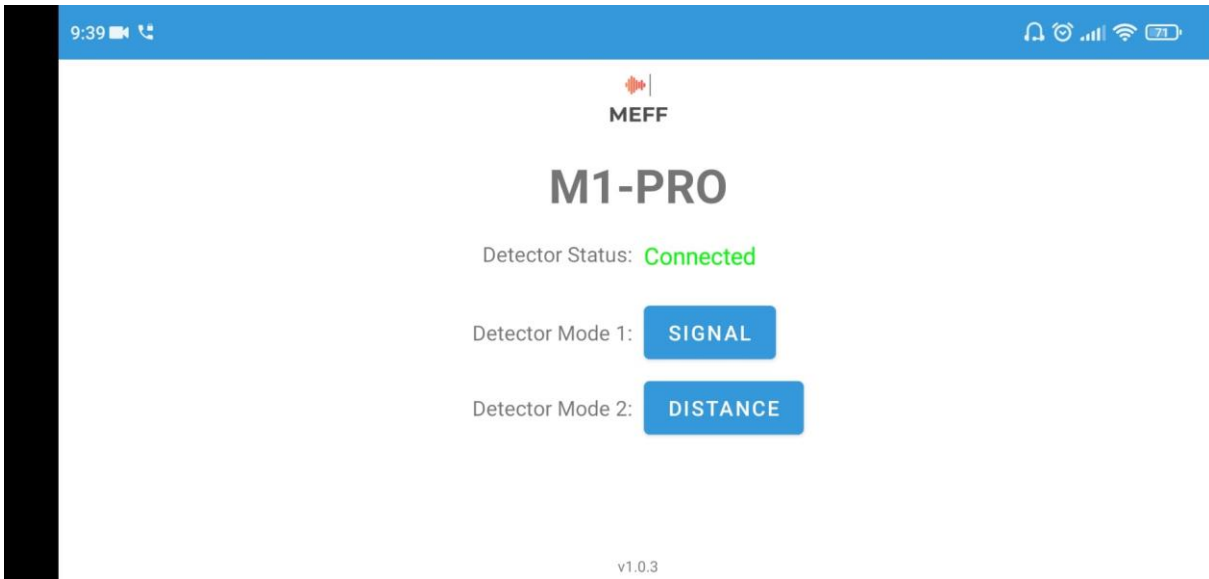 9:39 71
MEFF
M1-PRO
Detector Status: Connected
Detector Mode 1: SIGNAL
Detector Mode 2: DISTANCE
v1.0.3